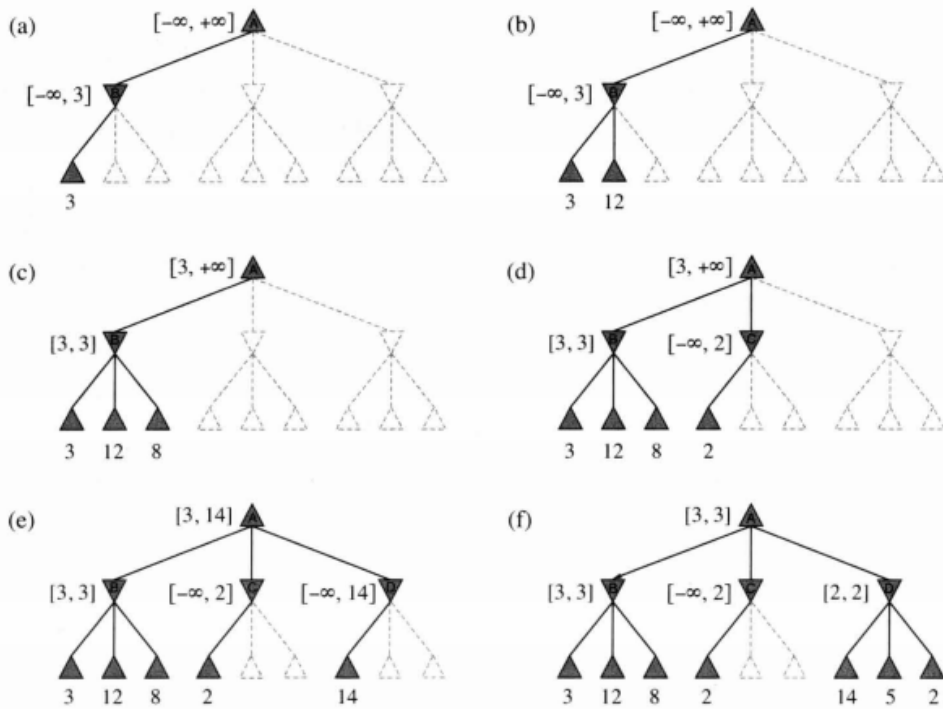 (a) [-∞, +∞] A
[-∞, 3] B
3
(b) [-∞, +∞] A
[-∞, 3] B
3 12
(c) [3, +∞] A
[3, 3] B
3 12 8
(d) [3, +∞] A
[3, 3] B [-∞, 2] C
3 12 8 2
(e) [3, 14] A
[3, 3] B [-∞, 2] C [-∞, 14] D
3 12 8 2 14
(f) [3, 3] A
[3, 3] B [-∞, 2] C [2, 2] D
3 12 8 2 14 5 2